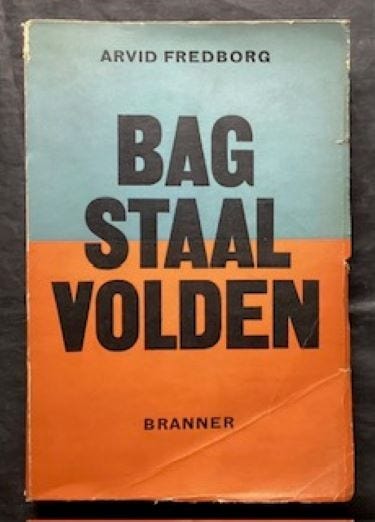 ARVID FREDBORG
BAG
STAAL
VOLDEN
BRANNER